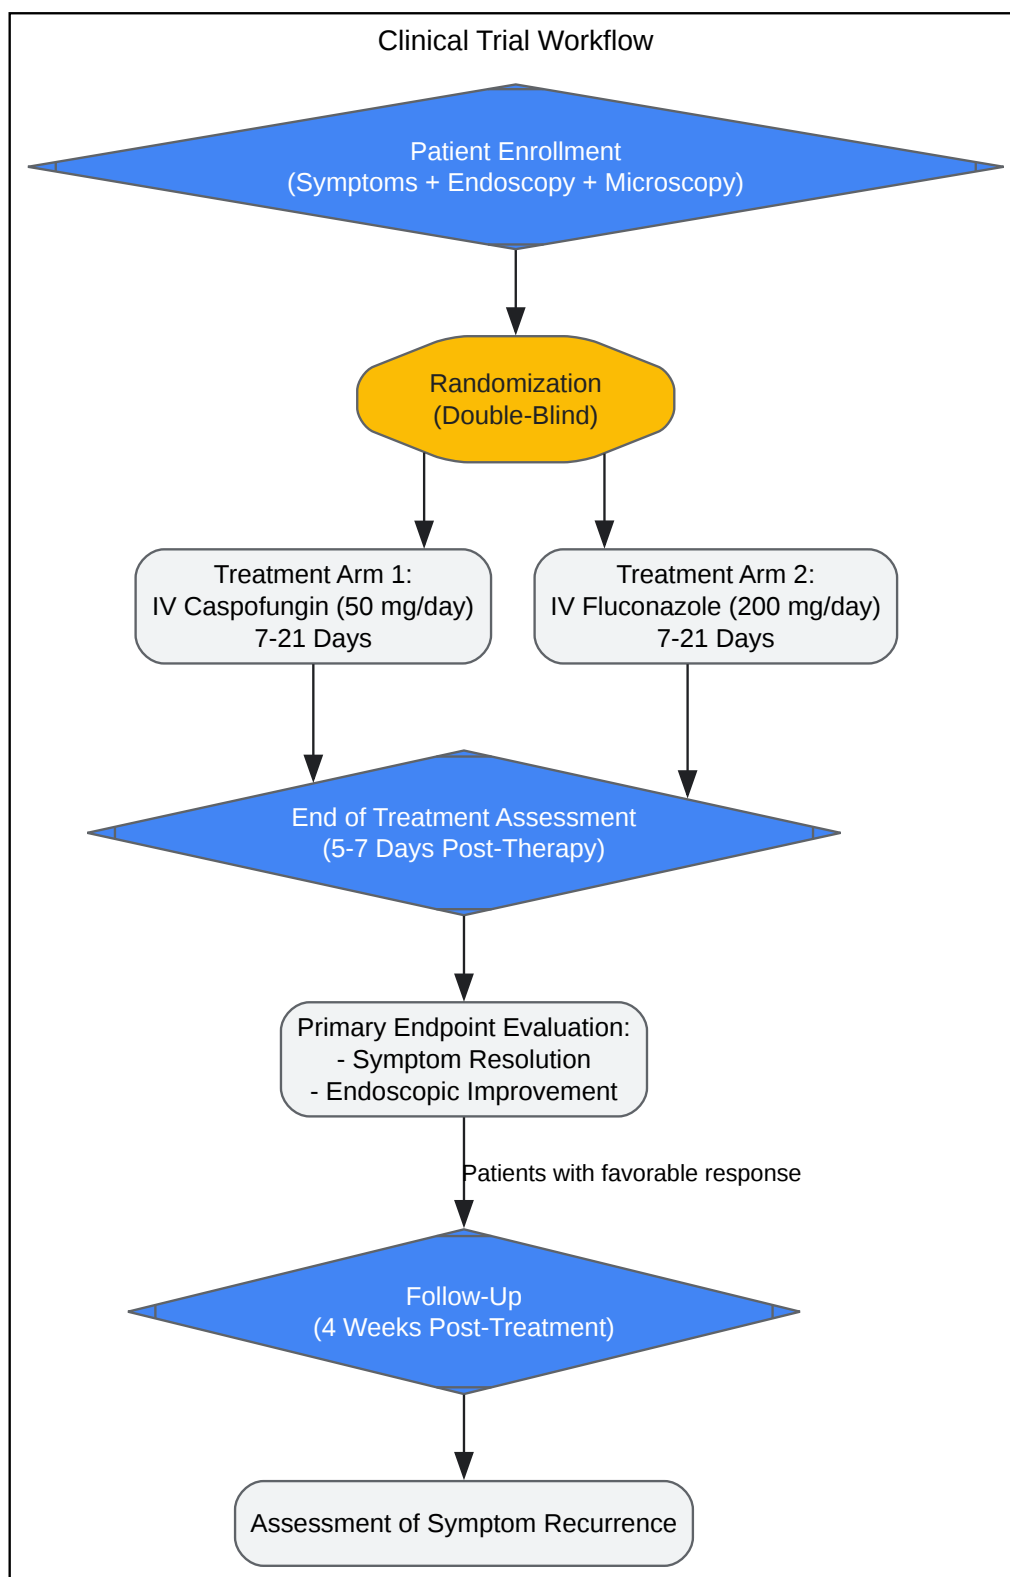 Clinical Trial Workflow
Patient Enrollment
(Symptoms + Endoscopy + Microscopy)
Randomization
(Double-Blind)
Treatment Arm 1:
IV Caspofungin (50 mg/day)
7-21 Days
Treatment Arm 2:
IV Fluconazole (200 mg/day)
7-21 Days
End of Treatment Assessment
(5-7 Days Post-Therapy)
Primary Endpoint Evaluation:
- Symptom Resolution
- Endoscopic Improvement
Patients with favorable response
Follow-Up
(4 Weeks Post-Treatment)
Assessment of Symptom Recurrence